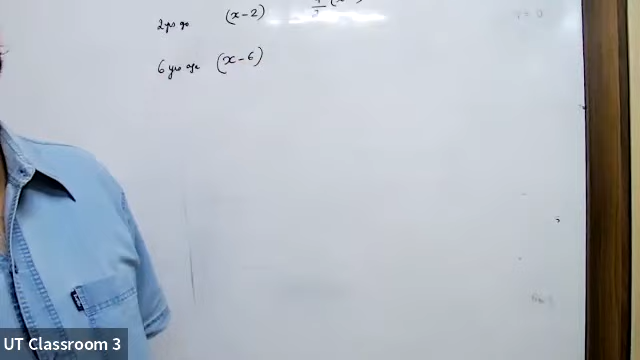 2 yrs ago (x-2)
6 yrs ago (x-6)
UT Classroom 3